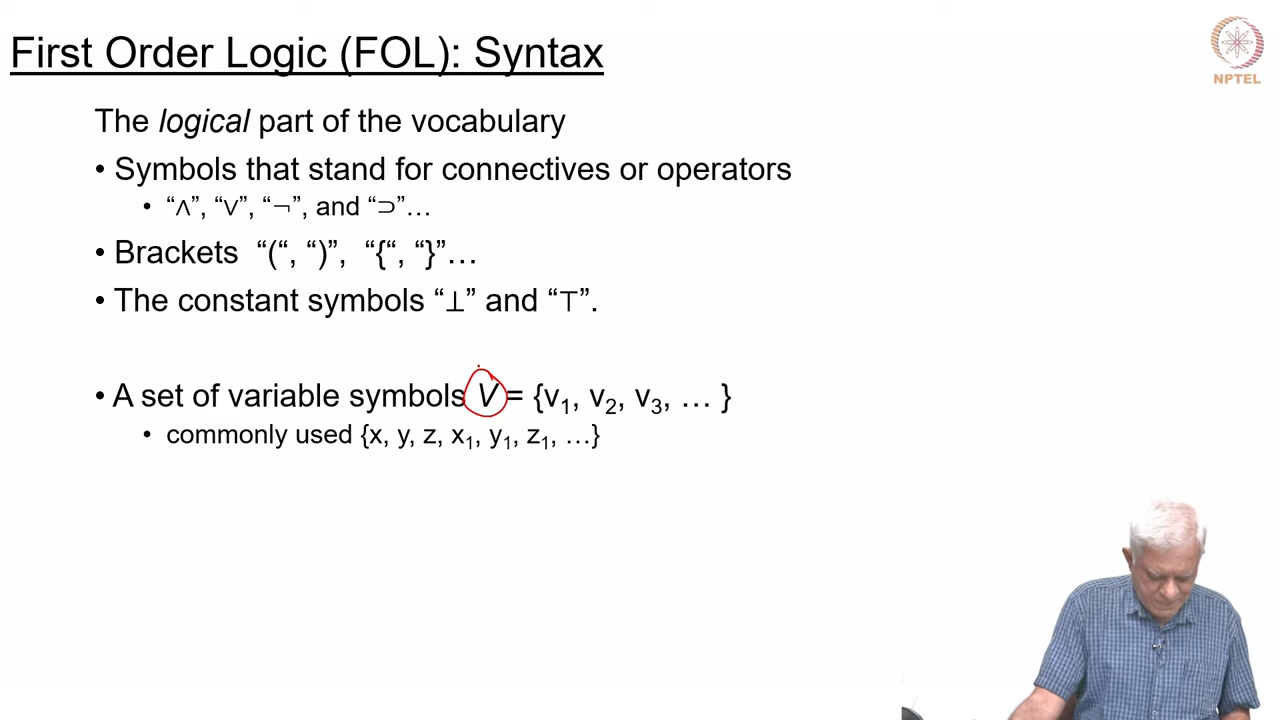 First Order Logic (FOL): Syntax
NPTEL
The logical part of the vocabulary
• Symbols that stand for connectives or operators
• “∧”, “∨”, “¬”, and “⊃”…
• Brackets “(“, “)”, “{“, “}”…
• The constant symbols “⊥” and “⊤”.
• A set of variable symbols V = {v₁, v₂, v₃, … }
• commonly used {x, y, z, x₁, y₁, z₁, …}